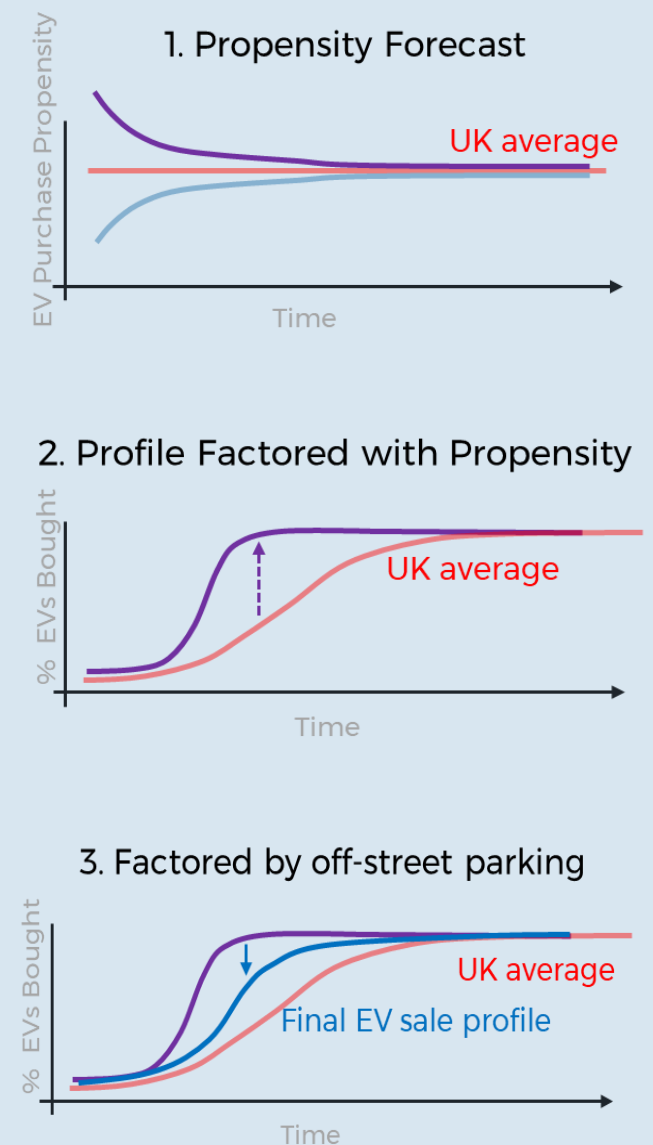 1. Propensity Forecast
EV Purchase Propensity
UK average
Time
2. Profile Factored with Propensity
% EVs Bought
UK average
Time
3. Factored by off-street parking
% EVs Bought
UK average
Final EV sale profile
Time